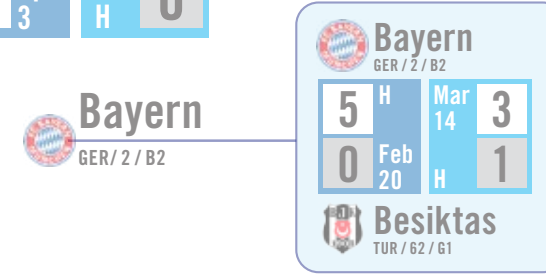 3 H
Bayern
GER / 2 / B2
Bayern
GER/ 2 / B2
5 H Mar 14 3
0 Feb 20 H 1
Besiktas
TUR / 62 / G1